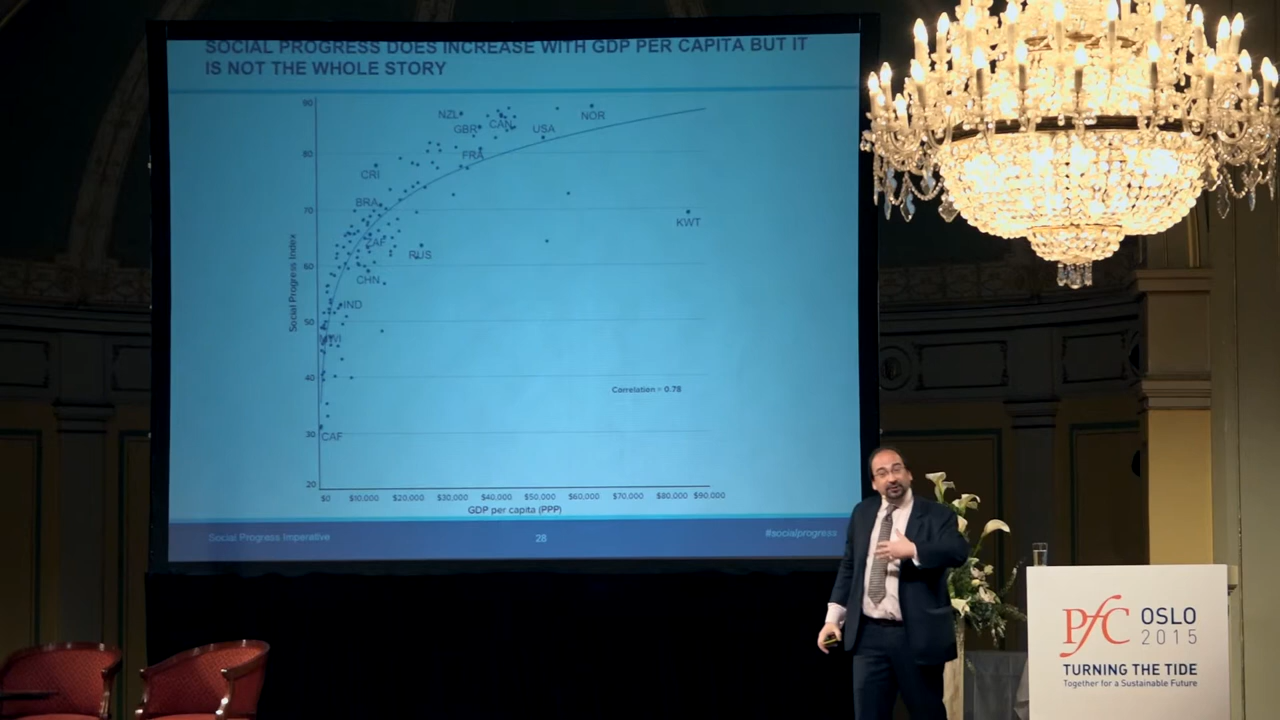 SOCIAL PROGRESS DOES INCREASE WITH GDP PER CAPITA BUT IT
IS NOT THE WHOLE STORY
90
80
70
60
50
40
30
20
Social Progress Index
NZL
GBR
CAN
USA
NOR
FRA
CRI
BRA
KWT
ZAF
RUS
CHN
IND
MWI
CAF
Correlation = 0.78
$0
$10,000
$20,000
$30,000
$40,000
$50,000
$60,000
$70,000
$80,000
$90,000
GDP per capita (PPP)
Social Progress Imperative
28
#socialprogress
PfC OSLO
2015
TURNING THE TIDE
Together for a Sustainable Future